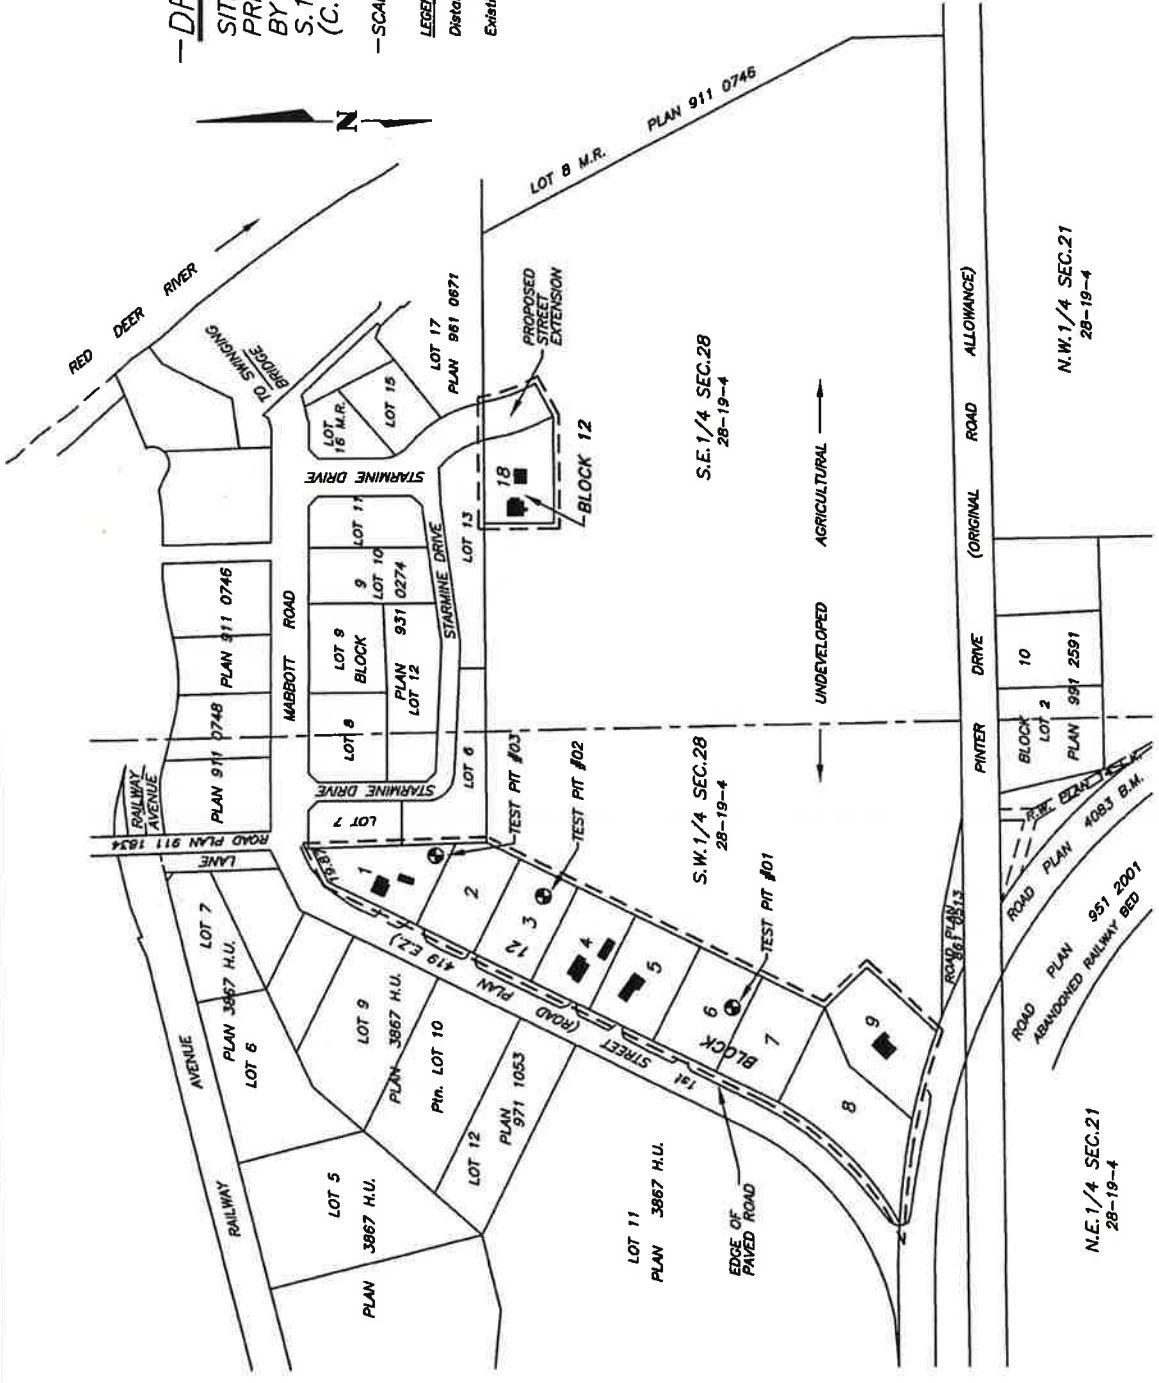 -DR
SIT
PRI
BY
S.1
(C.
-SCAL
LEGEN
Dista
Existi
N
RED DEER RIVER
TO SWINGING
BRIDGE
LOT 8 M.R.
PLAN 911 0746
LOT 17
PLAN 961 0671
PROPOSED
STREET
EXTENSION
LOT
16 M.R.
LOT 15
STARMINE DRIVE
18
BLOCK 12
LOT 13
LOT 11
9
LOT 10
0274
STARMINE DRIVE
PLAN 911 0746
MABBOTT ROAD
LOT 9
BLOCK
PLAN 931
LOT 12
PLAN 911 0748
LOT 8
STARMINE DRIVE
LOT 6
LOT 7
RAILWAY
AVENUE
ROAD PLAN 911 1834
LANE
TEST PIT #03
TEST PIT #02
TEST PIT #01
19.87
1
2
3
12
4
5
6
BLOCK
7
8
9
S.E.1/4 SEC.28
28-19-4
S.W.1/4 SEC.28
28-19-4
UNDEVELOPED AGRICULTURAL
PINTER DRIVE (ORIGINAL ROAD ALLOWANCE)
N.W.1/4 SEC.21
28-19-4
BLOCK 10
LOT 2
PLAN 991 2591
ROAD PLAN 4083 B.M.
ROAD PLAN
861 0513
ROAD PLAN 951 2001
ABANDONED RAILWAY BED
N.E.1/4 SEC.21
28-19-4
1st STREET (ROAD PLAN 419 E.Z.)
EDGE OF
PAVED ROAD
RAILWAY AVENUE
LOT 7
PLAN 3867 H.U.
LOT 6
LOT 9
PLAN 3867 H.U.
Ptn. LOT 10
LOT 12
PLAN
971 1053
LOT 5
PLAN 3867 H.U.
LOT 11
PLAN 3867 H.U.